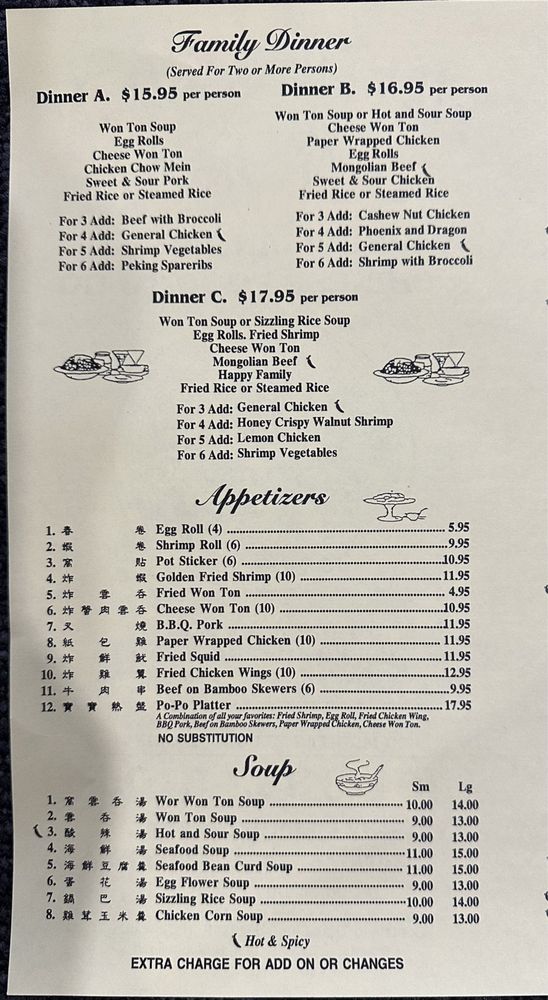 Family Dinner
(Served For Two or More Persons)
Dinner A. $15.95 per person
Won Ton Soup
Egg Rolls
Cheese Won Ton
Chicken Chow Mein
Sweet & Sour Pork
Fried Rice or Steamed Rice
For 3 Add: Beef with Broccoli
For 4 Add: General Chicken
For 5 Add: Shrimp Vegetables
For 6 Add: Peking Spareribs
Dinner B. $16.95 per person
Won Ton Soup or Hot and Sour Soup
Cheese Won Ton
Paper Wrapped Chicken
Egg Rolls
Mongolian Beef
Sweet & Sour Chicken
Fried Rice or Steamed Rice
For 3 Add: Cashew Nut Chicken
For 4 Add: Phoenix and Dragon
For 5 Add: General Chicken
For 6 Add: Shrimp with Broccoli
Dinner C. $17.95 per person
Won Ton Soup or Sizzling Rice Soup
Egg Rolls. Fried Shrimp
Cheese Won Ton
Mongolian Beef
Happy Family
Fried Rice or Steamed Rice
For 3 Add: General Chicken
For 4 Add: Honey Crispy Walnut Shrimp
For 5 Add: Lemon Chicken
For 6 Add: Shrimp Vegetables
Appetizers
1. 春卷 Egg Roll (4) 5.95
2. 蝦卷 Shrimp Roll (6) 9.95
3. 窩貼 Pot Sticker (6) 10.95
4. 炸蝦 Golden Fried Shrimp (10) 11.95
5. 炸雲吞 Fried Won Ton 4.95
6. 炸肉雲吞 Cheese Won Ton (10) 10.95
7. 叉燒 B.B.Q. Pork 11.95
8. 紙包雞 Paper Wrapped Chicken (10) 11.95
9. 炸鮮魷 Fried Squid 11.95
10. 炸雞翼 Fried Chicken Wings (10) 12.95
11. 牛肉串 Beef on Bamboo Skewers (6) 9.95
12. 寶寶熱盤 Po-Po Platter 17.95
A Combination of all your favorites: Fried Shrimp, Egg Roll, Fried Chicken Wing,
BBQ Pork, Beef on Bamboo Skewers, Paper Wrapped Chicken, Cheese Won Ton.
NO SUBSTITUTION
Soup
Sm Lg
1. 窩雲吞湯 Wor Won Ton Soup 10.00 14.00
2. 雲吞湯 Won Ton Soup 9.00 13.00
3. 酸辣湯 Hot and Sour Soup 9.00 13.00
4. 海鮮湯 Seafood Soup 11.00 15.00
5. 海鮮豆腐羹 Seafood Bean Curd Soup 11.00 15.00
6. 蛋花湯 Egg Flower Soup 9.00 13.00
7. 鍋巴湯 Sizzling Rice Soup 10.00 14.00
8. 雞茸玉米羹 Chicken Corn Soup 9.00 13.00
Hot & Spicy
EXTRA CHARGE FOR ADD ON OR CHANGES